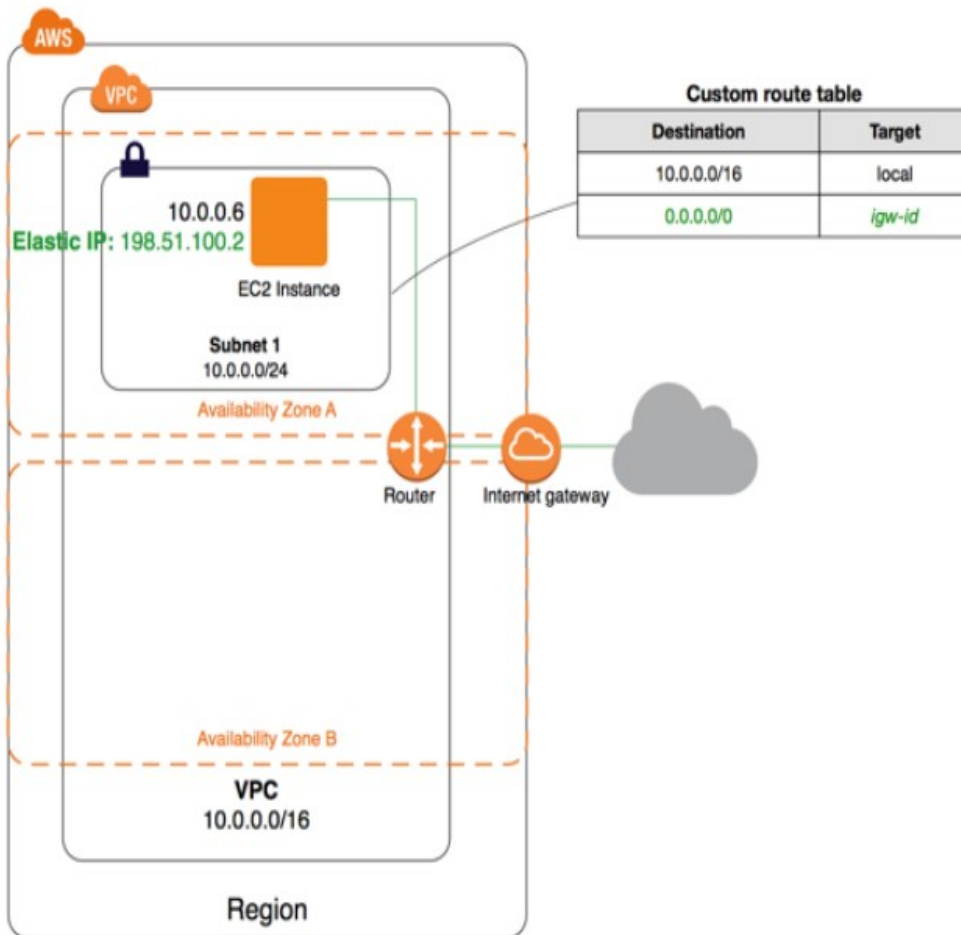 AWS
VPC
Custom route table
Destination Target
10.0.0.0/16 local
0.0.0.0/0 igw-id
10.0.0.6
Elastic IP: 198.51.100.2
EC2 Instance
Subnet 1
10.0.0.0/24
Availability Zone A
Router
Internet gateway
Availability Zone B
VPC
10.0.0.0/16
Region